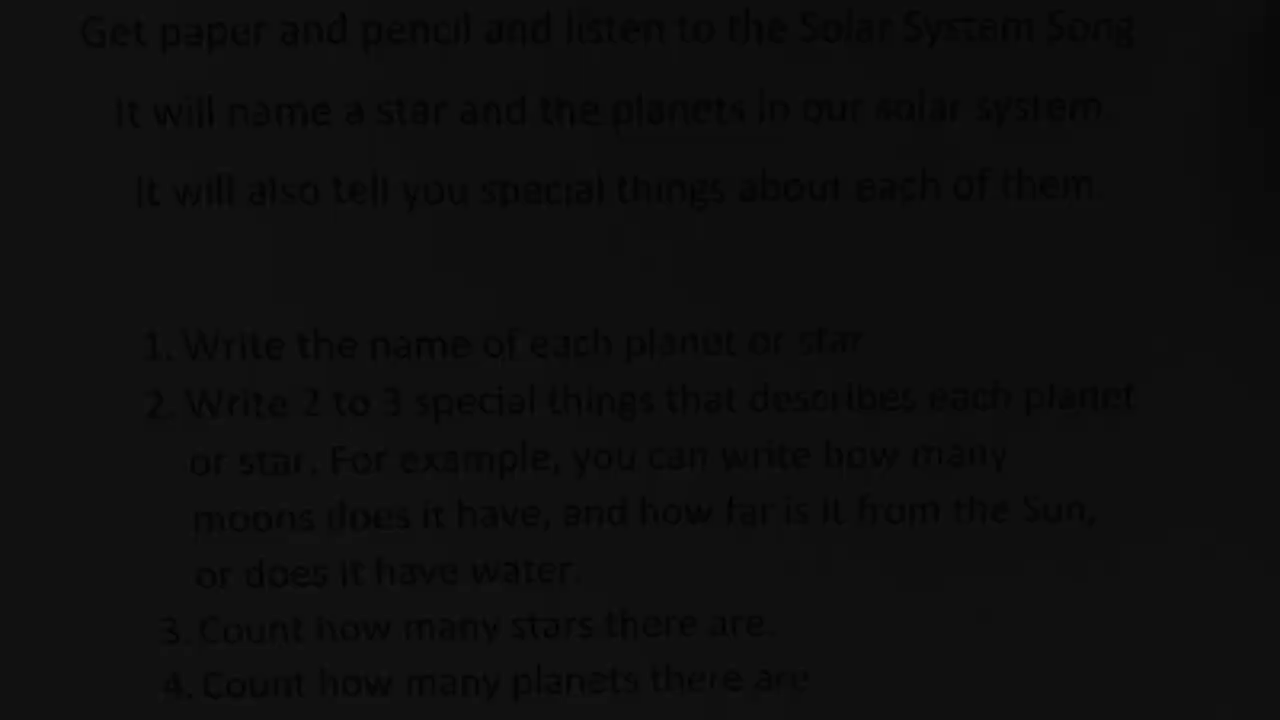 Get paper and pencil and listen to the Solar System Song
It will name a star and the planets in our solar system
It will also tell you special things about each of them
1. Write the name of each planet or star
2. Write 2 to 3 special things that describes each planet
or star. For example, you can write how many
moons does it have, and how far is it from the Sun,
or does it have water.
3. Count how many stars there are.
4. Count how many planets there are